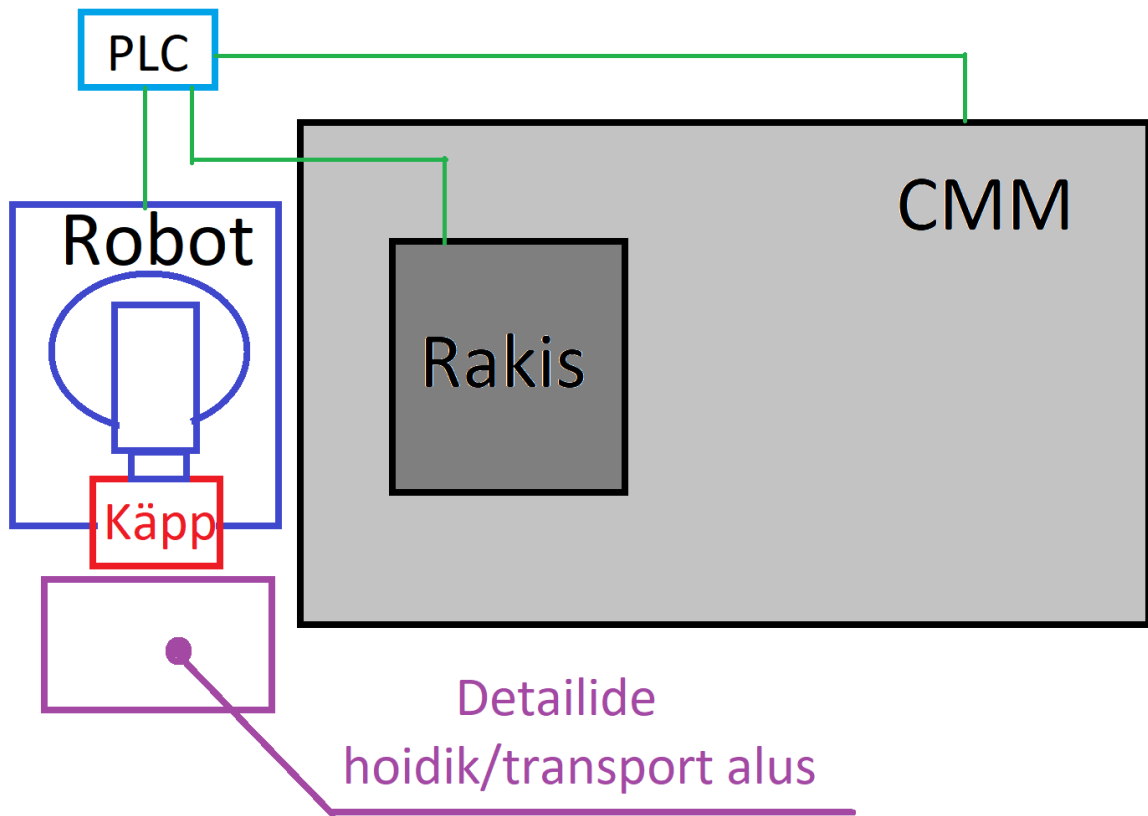 PLC
CMM
Robot
Rakis
Käpp
Detailide
hoidik/transport alus